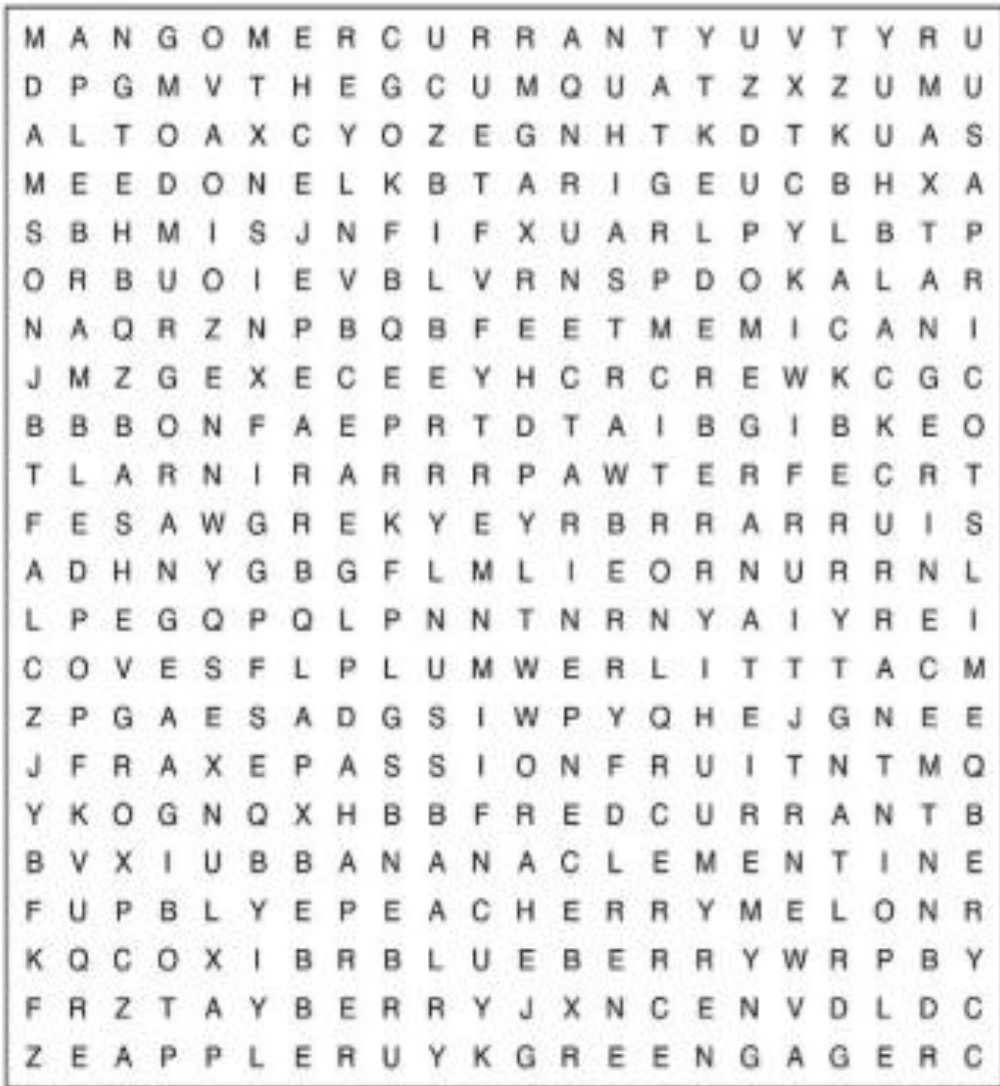 M A N G O M E R C U R R A N T Y U V T Y R U
D P G M V T H E G C U M Q U A T Z X Z U M U
A L T O A X C Y O Z E G N H T K D T K U A S
M E E D O N E L K B T A R I G E U C B H X A
S B H M I S J N F I F X U A R L P Y L B T P
O R B U O I E V B L V R N S P D O K A L A R
N A Q R Z N P B Q B F E E T M E M I C A N I
J M Z G E X E C E E Y H C R C R E W K C G C
B B B O N F A E P R T D T A I B G I B K E O
T L A R N I R A R R R P A W T E R F E C R T
F E S A W G R E K Y E Y R B R R A R R U I S
A D H N Y G B G F L M L I E O R N U R R N L
L P E G Q P Q L P N N T N R N Y A I Y R E I
C O V E S F L P L U M W E R L I T T T A C M
Z P G A E S A D G S I W P Y Q H E J G N E E
J F R A X E P A S S I O N F R U I T N T M Q
Y K O G N Q X H B B F R E D C U R R A N T B
B V X I U B B A N A N A C L E M E N T I N E
F U P B L Y E P E A C H E R R Y M E L O N R
K Q C O X I B R B L U E B E R R Y W R P B Y
F R Z T A Y B E R R Y J X N C E N V D L D C
Z E A P P L E R U Y K G R E E N G A G E R C